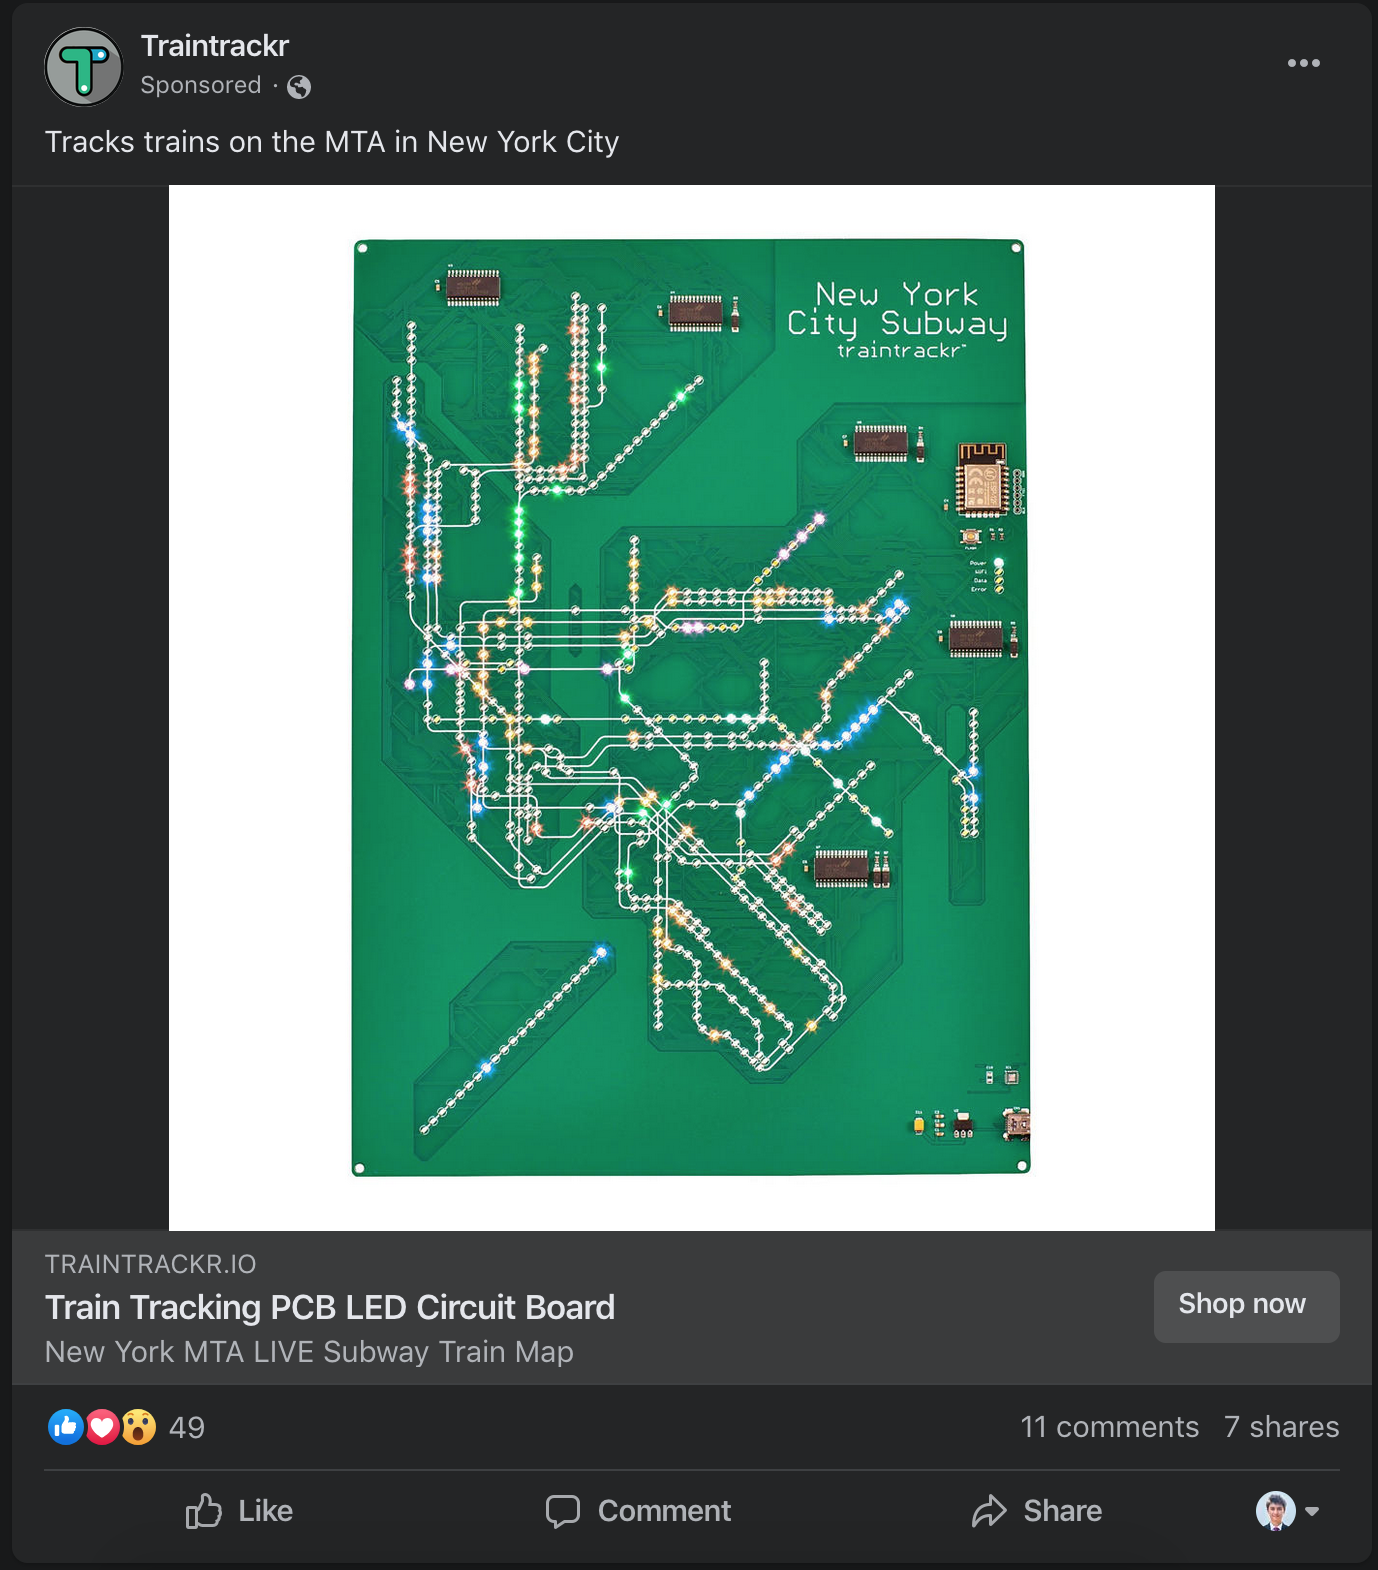 Traintrackr
Sponsored ·
Tracks trains on the MTA in New York City
New York
City Subway
traintrackr™
Power
WiFi
Data
Error
FLASH
TRAINTRACKR.IO
Train Tracking PCB LED Circuit Board
New York MTA LIVE Subway Train Map
Shop now
49
11 comments 7 shares
Like
Comment
Share